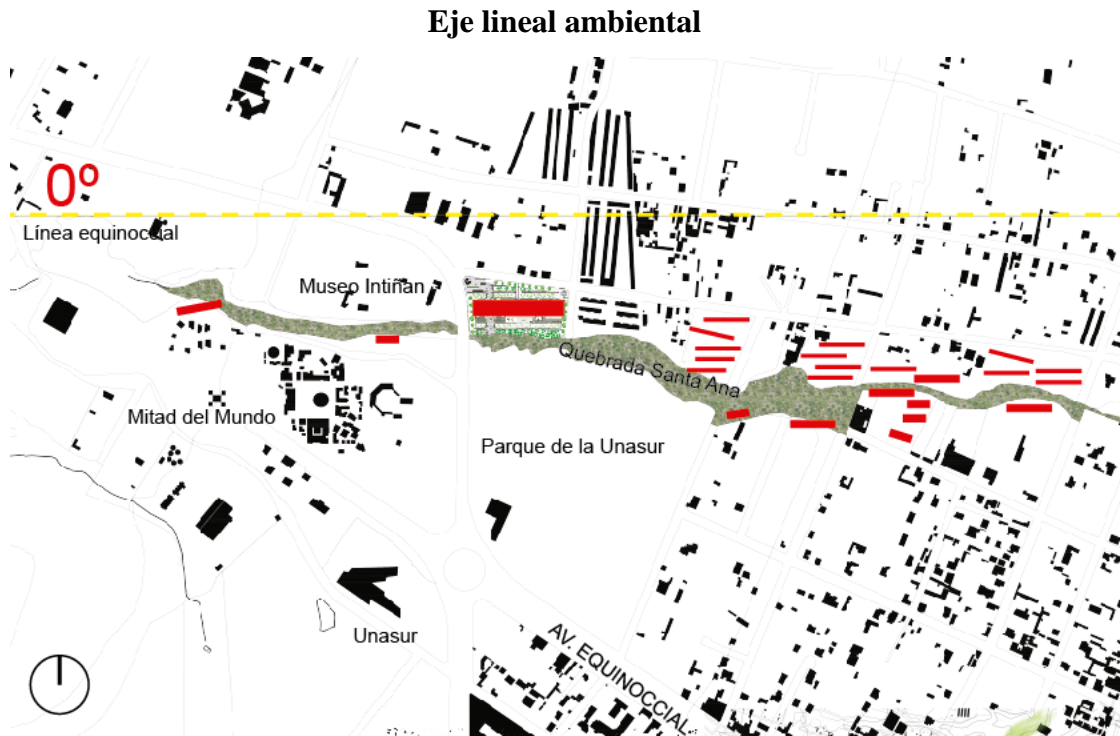 Eje lineal ambiental
0º
Línea equinoccial
Museo Intiñan
Quebrada Santa Ana
Mitad del Mundo
Parque de la Unasur
Unasur
AV. EQUINOCCIAL